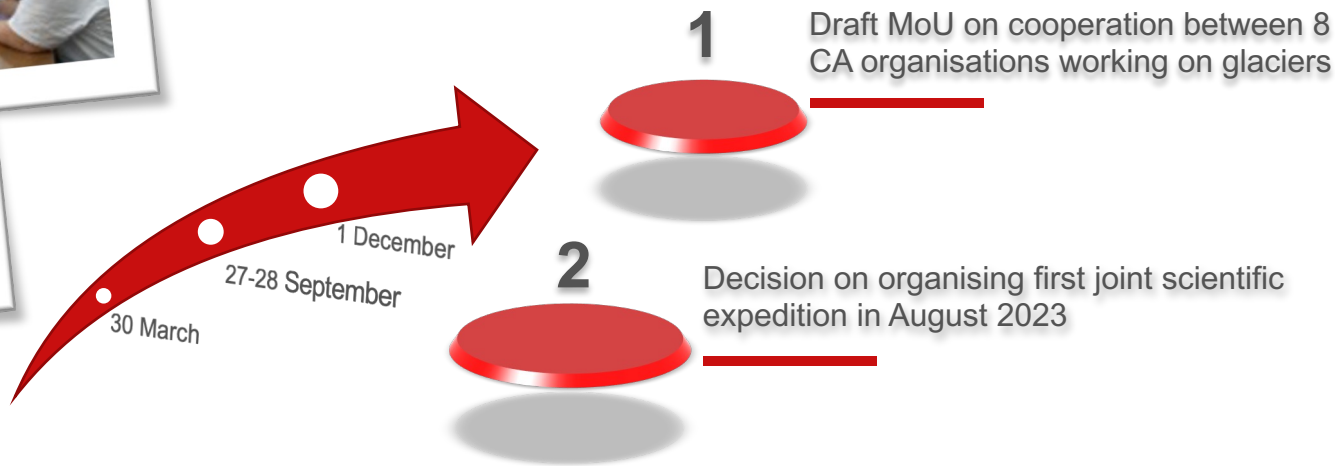 1
Draft MoU on cooperation between 8
CA organisations working on glaciers
1 December
27-28 September
30 March
2
Decision on organising first joint scientific
expedition in August 2023